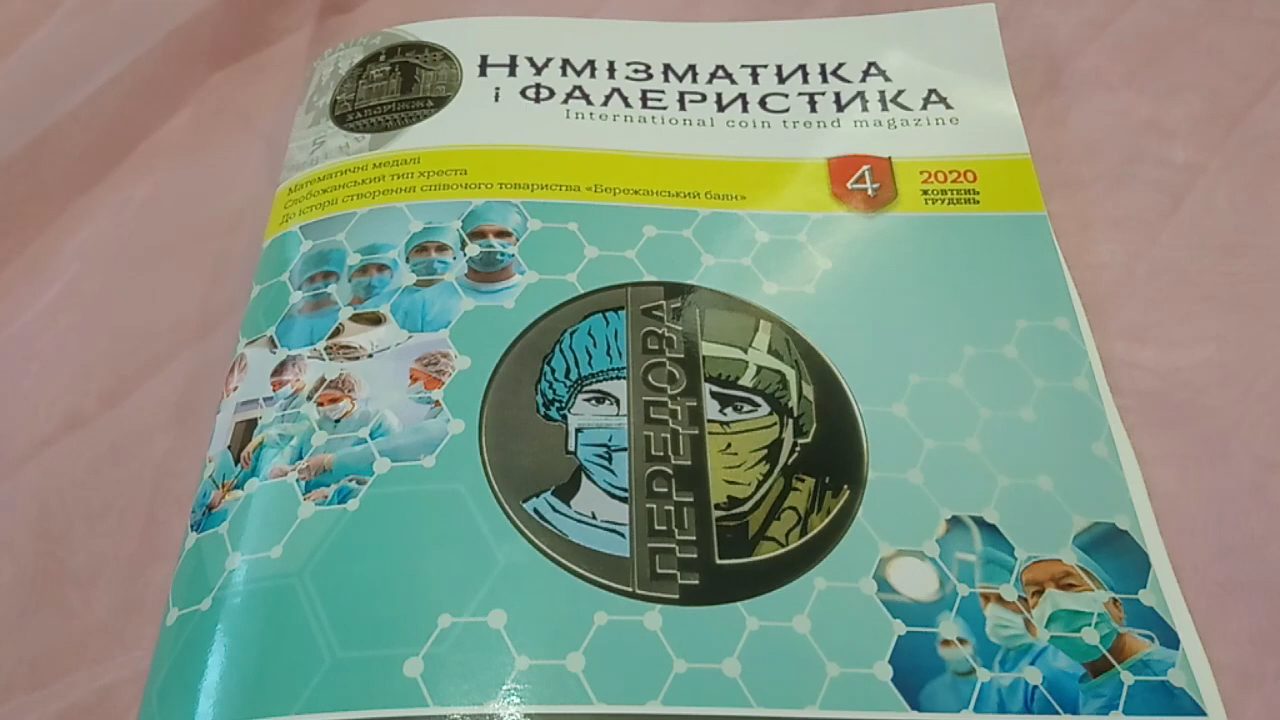 НУМІЗМАТИКА
І ФАЛЕРИСТИКА
International coin trend magazine
ЗАПОРІЖЖЯ
Математичні медалі
Слобожанський тип хреста
До історії створення співочого товариства «Бережанський баян»
4
2020
ЖОВТЕНЬ
ГРУДЕНЬ
ПЕРЕДОВА